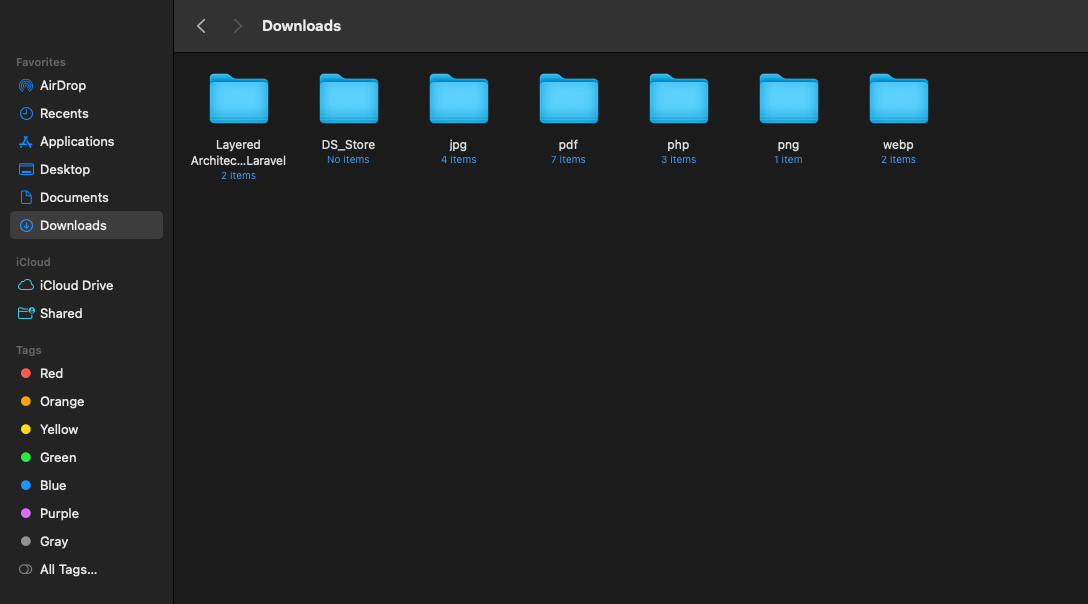 Downloads
Favorites
AirDrop
Recents
Applications
Desktop
Documents
Downloads
iCloud
iCloud Drive
Shared
Tags
Red
Orange
Yellow
Green
Blue
Purple
Gray
All Tags...
Layered
Architec...Laravel
2 items
DS_Store
No items
jpg
4 items
pdf
7 items
php
3 items
png
1 item
webp
2 items